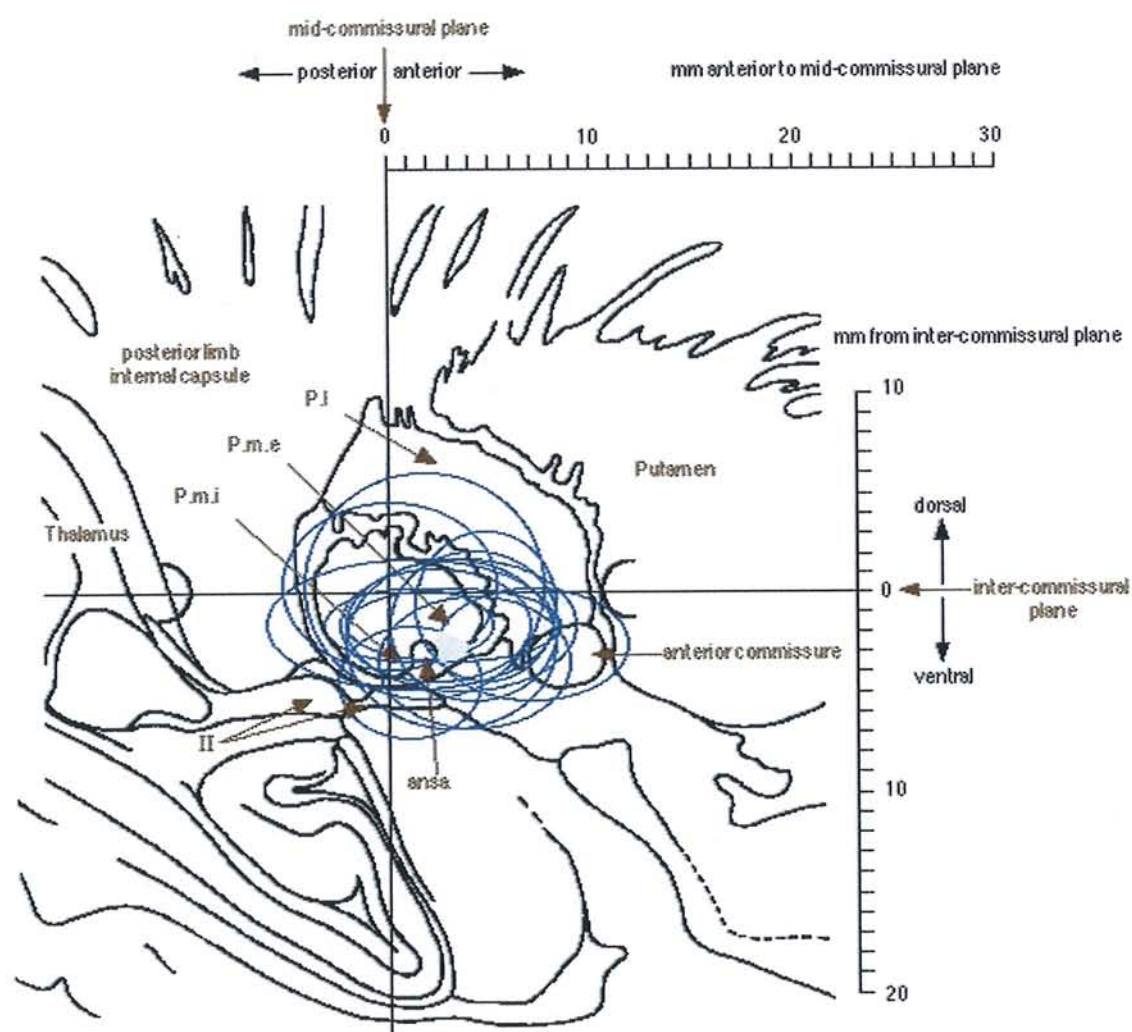 mid-commissural plane
posterior anterior
mm anterior to mid-commissural plane
0 10 20 30
mm from inter-commissural plane
posterior limb
internal capsule
10
P.l
P.m.e
Putamen
P.m.i
dorsal
Thalamus
0
inter-commissural
plane
anterior commissure
ventral
II
ansa
10
20